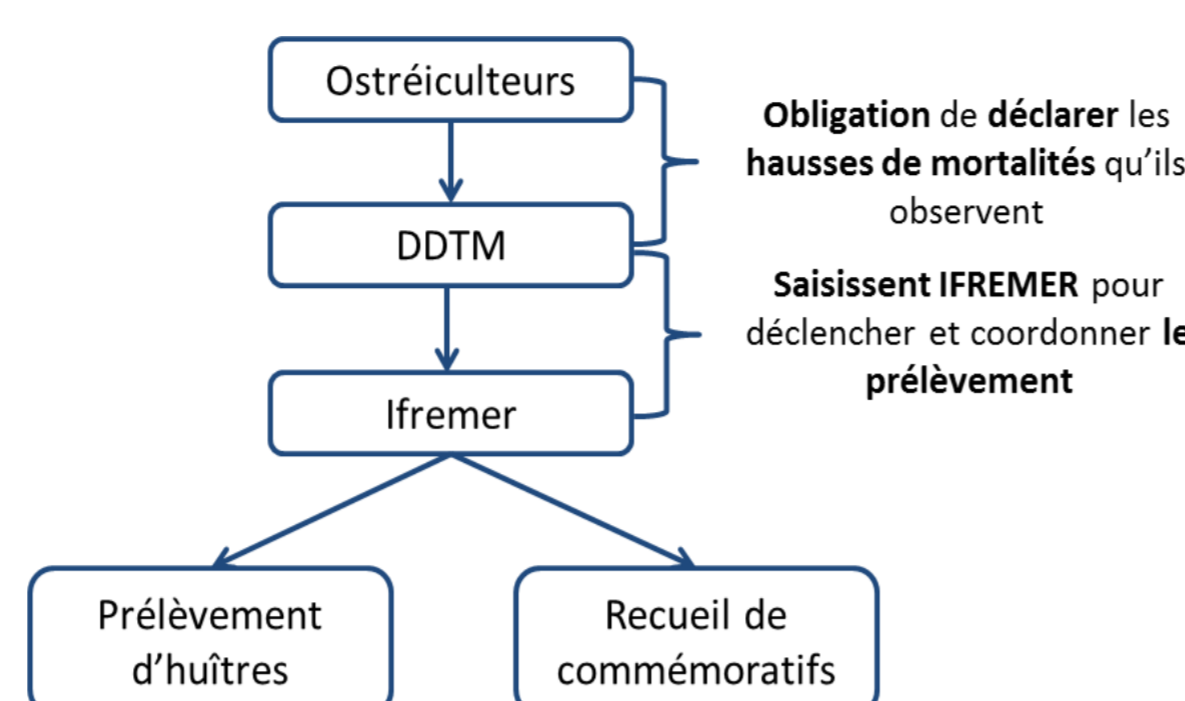 Ostréiculteurs
Obligation de déclarer les
hausses de mortalités qu'ils
observent
DDTM
Saisissent IFREMER pour
déclencher et coordonner le
prélèvement
Ifremer
Prélèvement
d'huîtres
Recueil de
commémoratifs